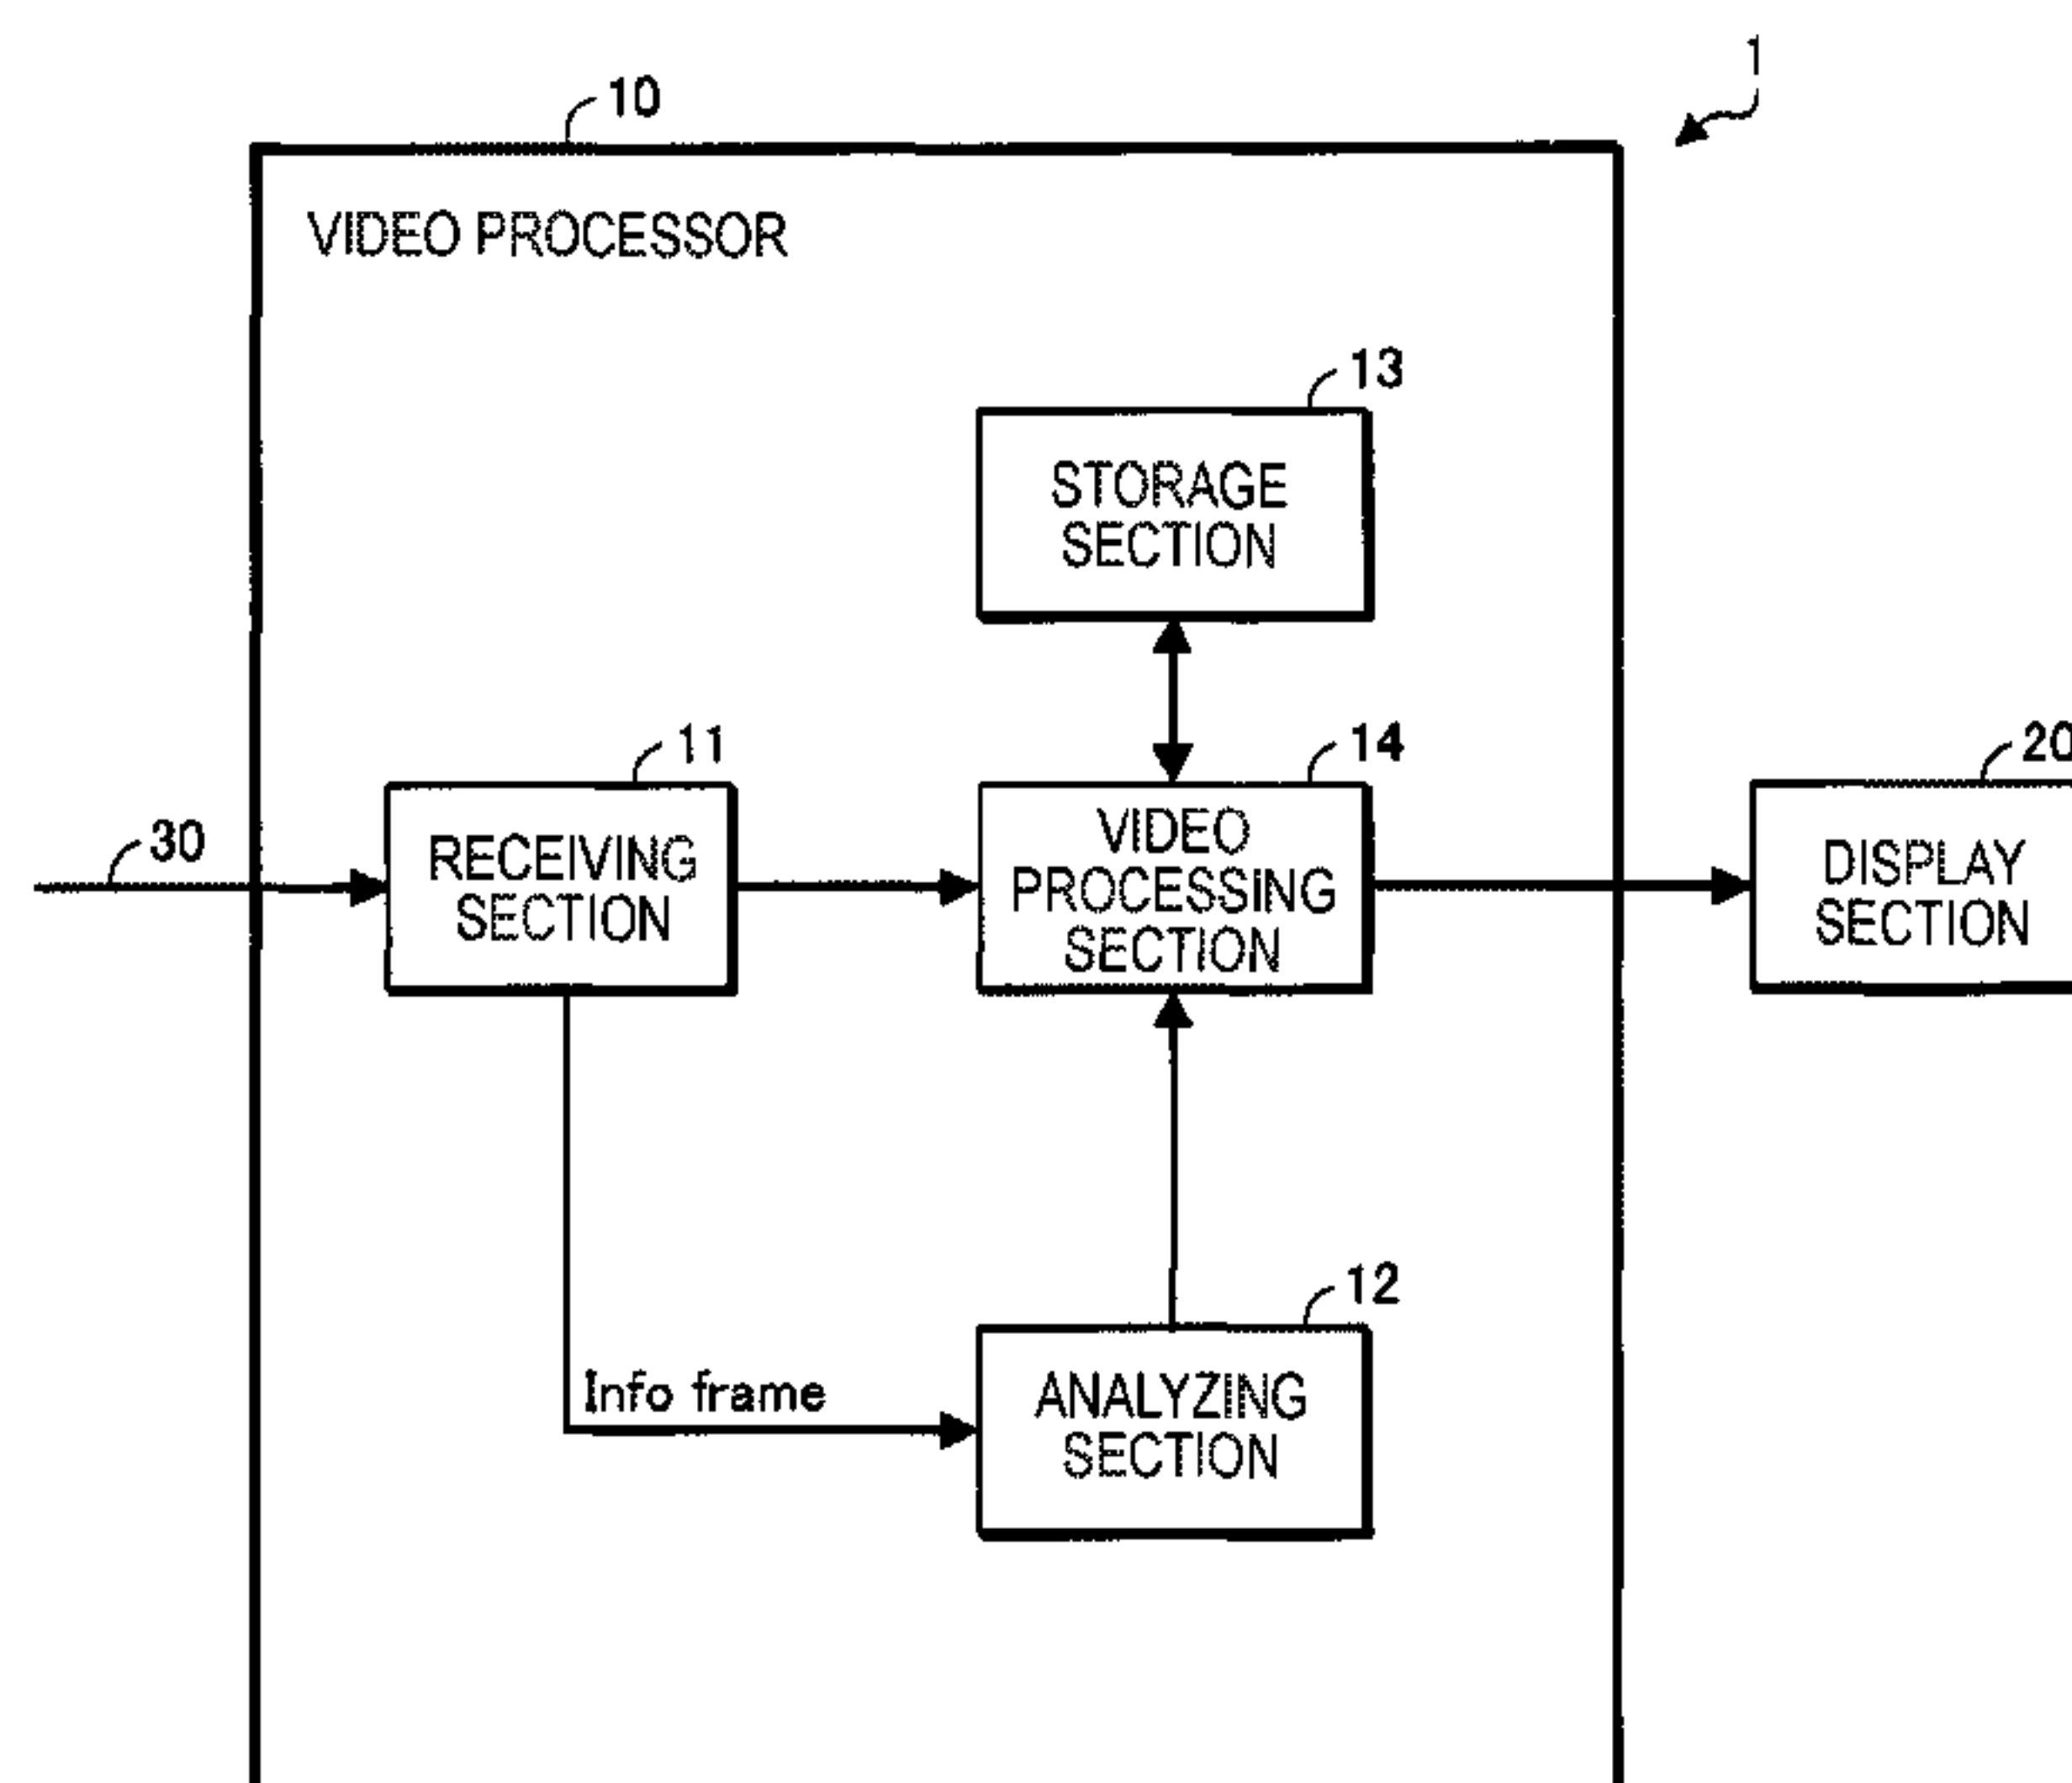 1
10
VIDEO PROCESSOR
13
STORAGE
SECTION
11
14
20
30
RECEIVING
SECTION
VIDEO
PROCESSING
SECTION
DISPLAY
SECTION
12
Info frame
ANALYZING
SECTION